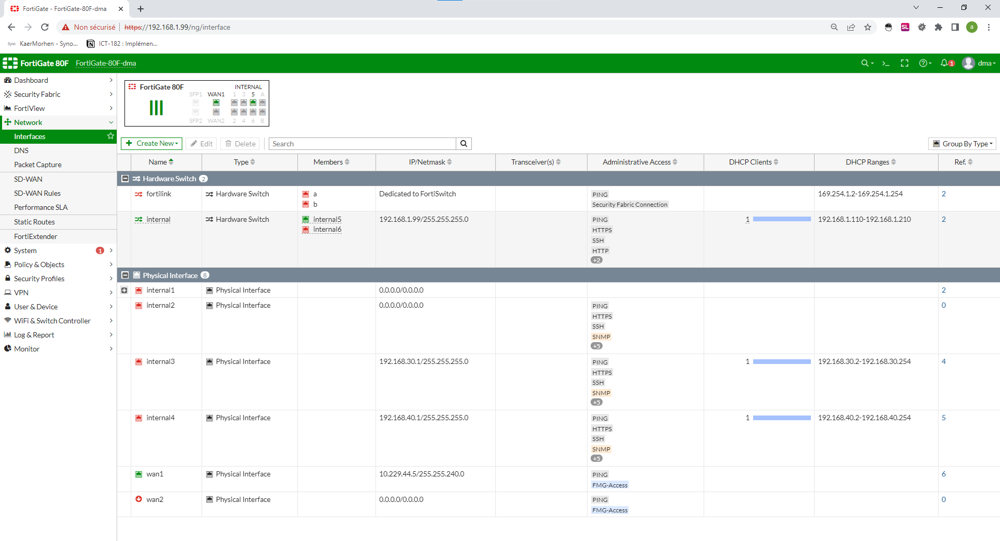 FortiGate - FortiGate-80F-dma
Non sécurisé https://192.168.1.99/ng/interface
SL a
Sync KaerMorhen - Syno... ICT-182 : Implémen...
FortiGate 80F FortiGate-80F-dma 1 dma
Dashboard
Security Fabric
FortiView
Network
Interfaces
DNS
Packet Capture
SD-WAN
SD-WAN Rules
Performance SLA
Static Routes
FortiExtender
System 1
Policy & Objects
Security Profiles
VPN
User & Device
WiFi & Switch Controller
Log & Report
Monitor
FortiGate 80F INTERNAL
SFP1 WAN1 1 3 5 A
SFP2 WAN2 2 4 6 B
Create New Edit Delete Search Group By Type
Name Type Members IP/Netmask Transceiver(s) Administrative Access DHCP Clients DHCP Ranges Ref.
Hardware Switch 2
fortilink Hardware Switch a Dedicated to FortiSwitch PING 169.254.1.2-169.254.1.254 2
b Security Fabric Connection
internal Hardware Switch internal5 192.168.1.99/255.255.255.0 PING 1 192.168.1.110-192.168.1.210 2
internal6 HTTPS
SSH
HTTP
+2
Physical Interface 8
internal1 Physical Interface 0.0.0.0/0.0.0.0 2
internal2 Physical Interface 0.0.0.0/0.0.0.0 PING 0
HTTPS
SSH
SNMP
+5
internal3 Physical Interface 192.168.30.1/255.255.255.0 PING 1 192.168.30.2-192.168.30.254 4
HTTPS
SSH
SNMP
+5
internal4 Physical Interface 192.168.40.1/255.255.255.0 PING 1 192.168.40.2-192.168.40.254 5
HTTPS
SSH
SNMP
+5
wan1 Physical Interface 10.229.44.5/255.255.240.0 PING 6
FMG-Access
wan2 Physical Interface 0.0.0.0/0.0.0.0 PING 0
FMG-Access